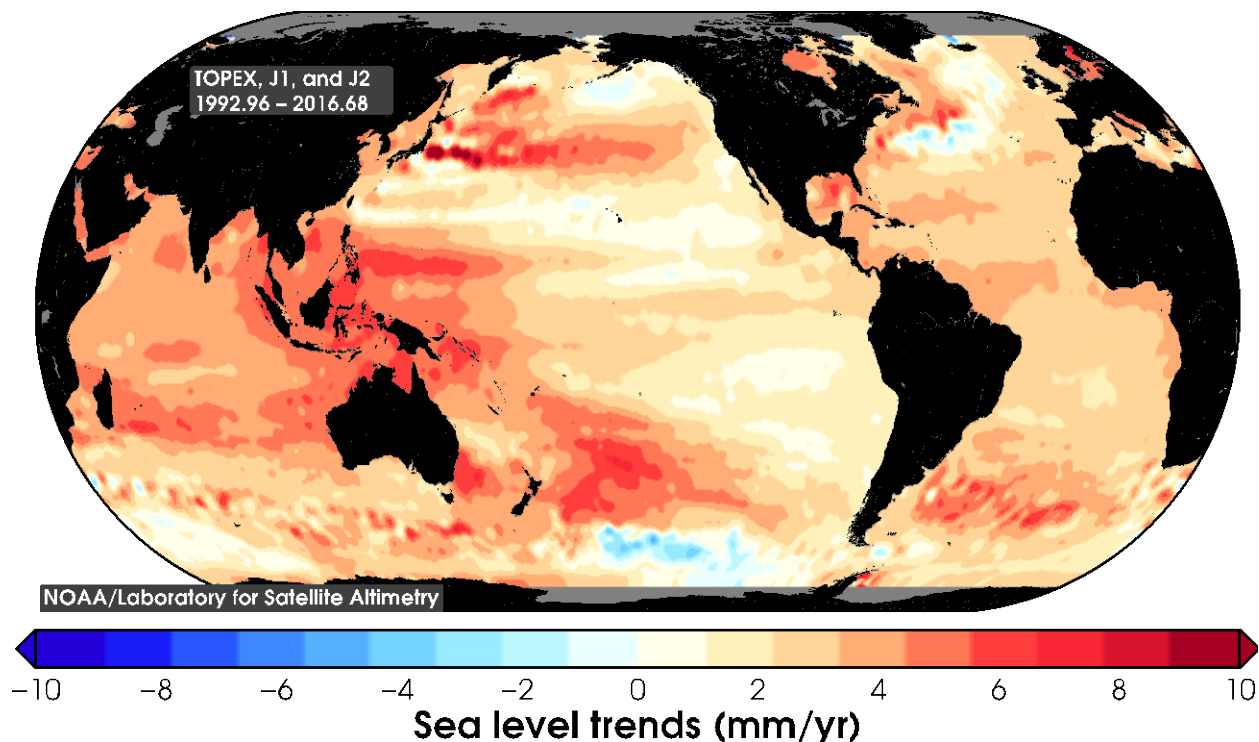 TOPEX, J1, and J2
1992.96 – 2016.68
NOAA/Laboratory for Satellite Altimetry
−10 −8 −6 −4 −2 0 2 4 6 8 10
Sea level trends (mm/yr)